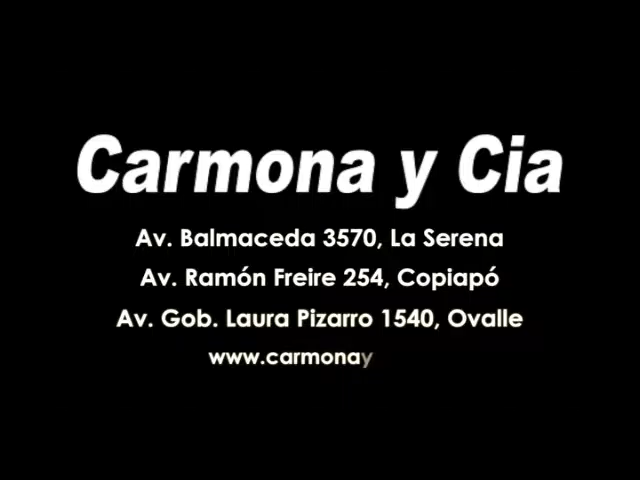 Carmona y Cia
Av. Balmaceda 3570, La Serena
Av. Ramón Freire 254, Copiapó
Av. Gob. Laura Pizarro 1540, Ovalle
www.carmonay